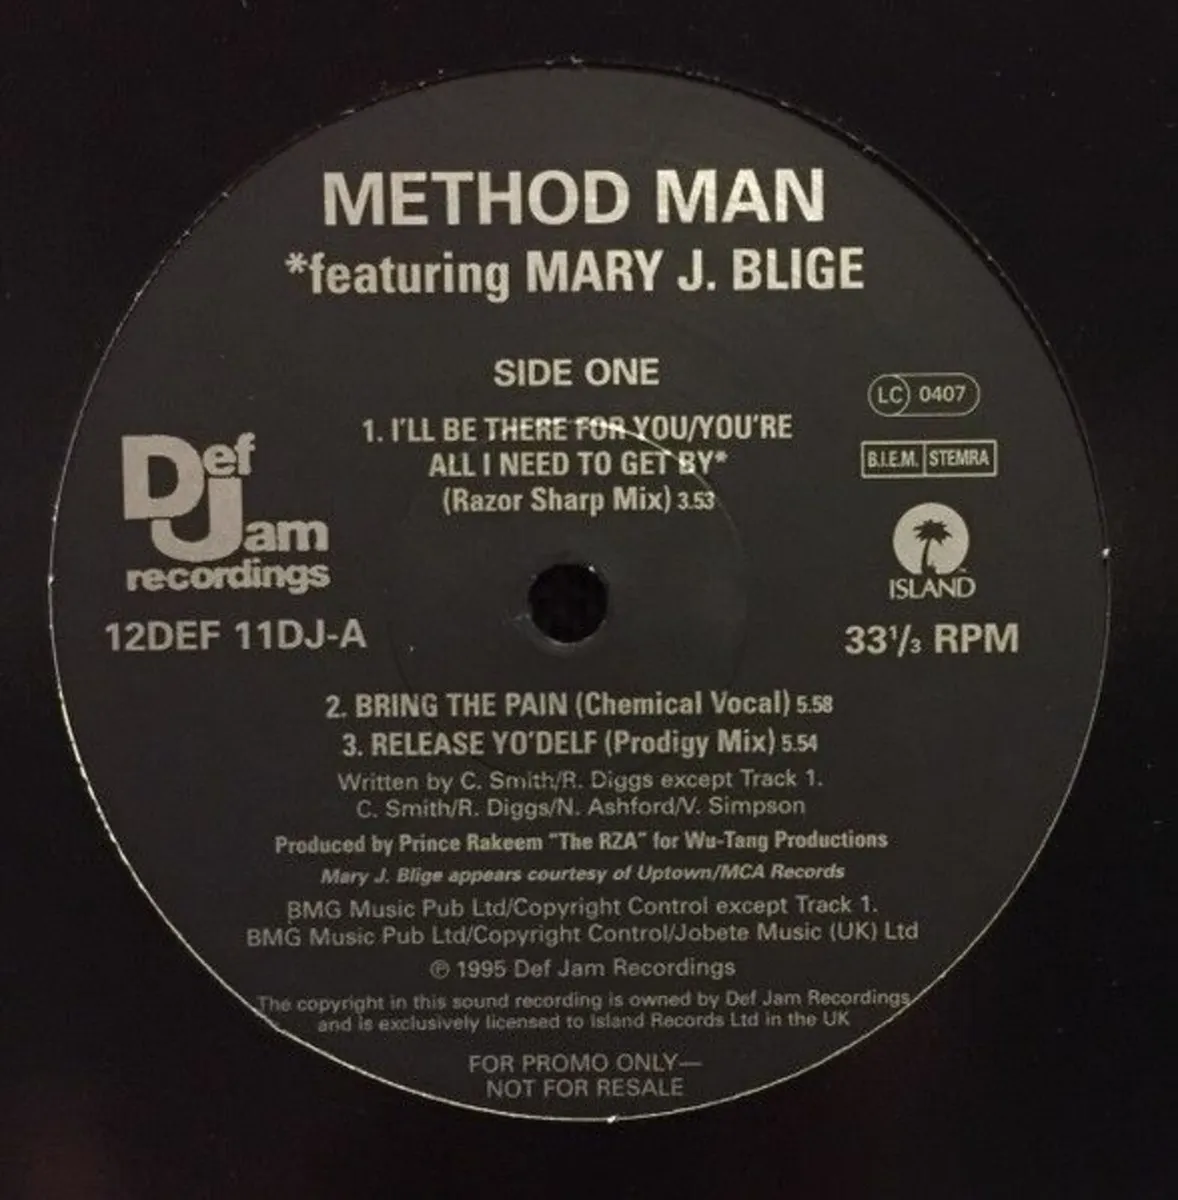 METHOD MAN
*featuring MARY J. BLIGE
SIDE ONE
1. I'LL BE THERE FOR YOU/YOU'RE
ALL I NEED TO GET BY*
(Razor Sharp Mix) 3.53
LC 0407
B.I.E.M. STEMRA
Def
Jam
recordings
ISLAND
12DEF 11DJ-A
33 1/3 RPM
2. BRING THE PAIN (Chemical Vocal) 5.58
3. RELEASE YO'DELF (Prodigy Mix) 5.54
Written by C. Smith/R. Diggs except Track 1.
C. Smith/R. Diggs/N. Ashford/V. Simpson
Produced by Prince Rakeem "The RZA" for Wu-Tang Productions
Mary J. Blige appears courtesy of Uptown/MCA Records
BMG Music Pub Ltd/Copyright Control except Track 1.
BMG Music Pub Ltd/Copyright Control/Jobete Music (UK) Ltd
℗ 1995 Def Jam Recordings
The copyright in this sound recording is owned by Def Jam Recordings
and is exclusively licensed to Island Records Ltd in the UK
FOR PROMO ONLY—
NOT FOR RESALE